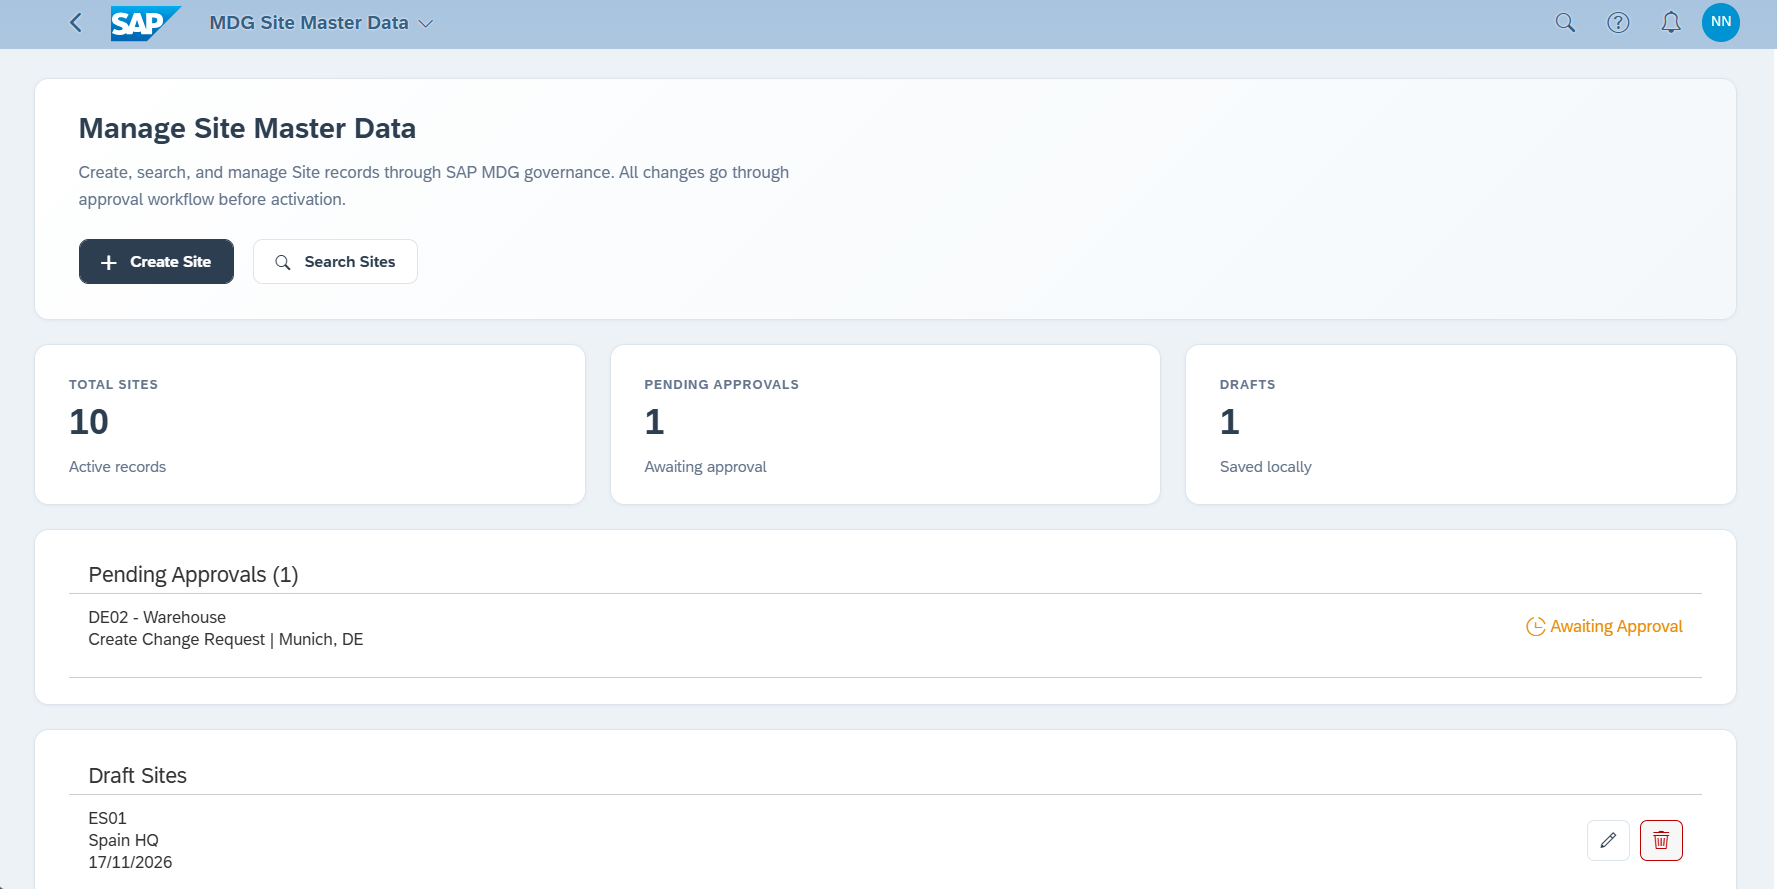 SAP
MDG Site Master Data
NN
Manage Site Master Data
Create, search, and manage Site records through SAP MDG governance. All changes go through
approval workflow before activation.
Create Site
Search Sites
TOTAL SITES
10
Active records
PENDING APPROVALS
1
Awaiting approval
DRAFTS
1
Saved locally
Pending Approvals (1)
DE02 - Warehouse
Create Change Request | Munich, DE
Awaiting Approval
Draft Sites
ES01
Spain HQ
17/11/2026